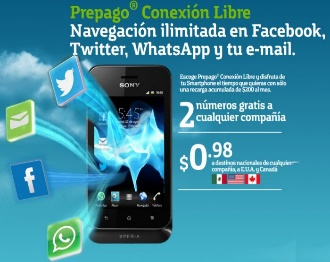 Prepago® Conexión Libre
Navegación ilimitada en Facebook,
Twitter, WhatsApp y tu e-mail.
Escoge Prepago® Conexión Libre y disfruta de
tu Smartphone el tiempo que quieras con sólo
una recarga acumulada de $200 al mes.
2 números gratis a
cualquier compañía
$0.98
a destinos nacionales de cualquier
compañía, a E.U.A. y Canadá
SONY
XPERIA